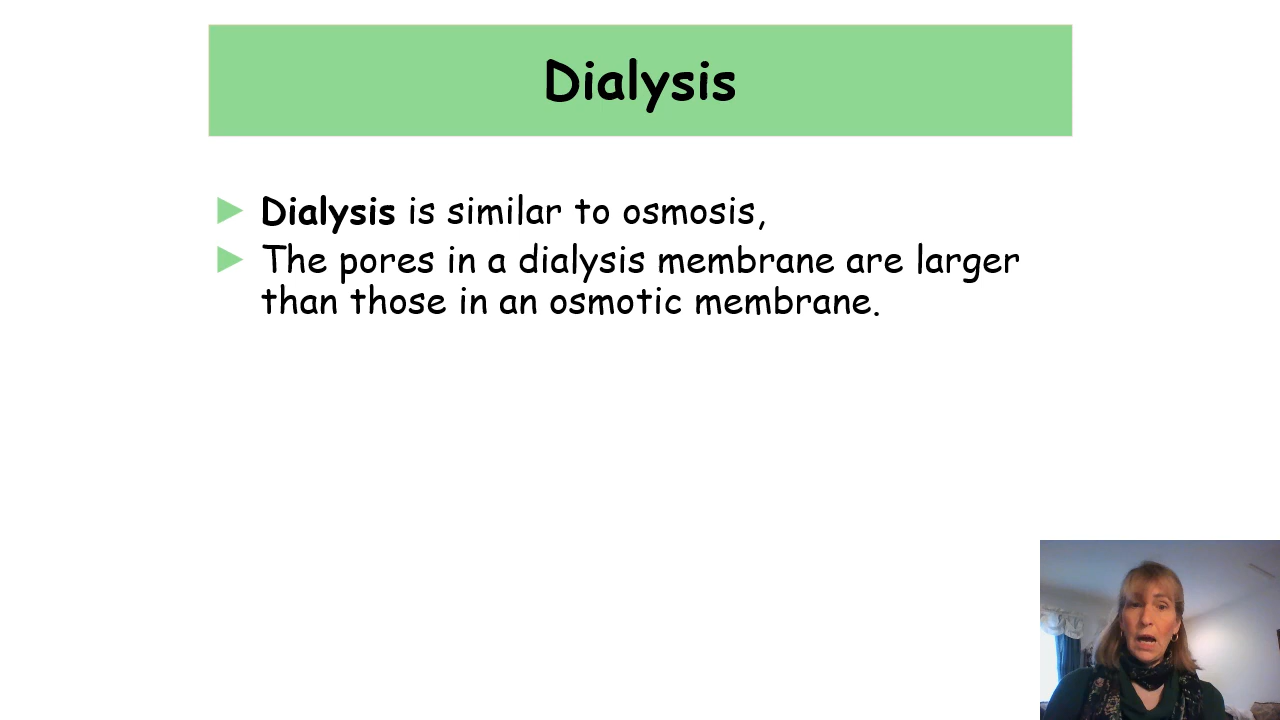 Dialysis
Dialysis is similar to osmosis,
The pores in a dialysis membrane are larger
than those in an osmotic membrane.